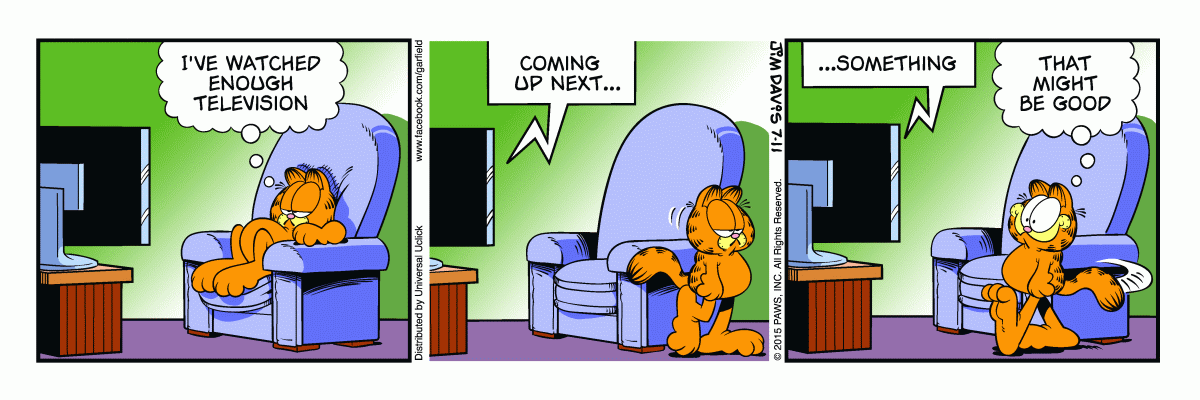 I'VE WATCHED
ENOUGH
TELEVISION
Distributed by Universal Uclick
www.facebook.com/garfield
COMING
UP NEXT...
© 2015 PAWS, INC. All Rights Reserved.
JIM DAVIS 7·11
...SOMETHING
THAT
MIGHT
BE GOOD